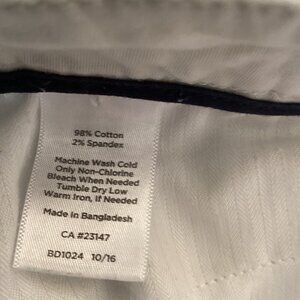 98% Cotton
2% Spandex
Machine Wash Cold
Only Non-Chlorine
Bleach When Needed
Tumble Dry Low
Warm Iron, If Needed
Made in Bangladesh
CA #23147
BD1024 10/16